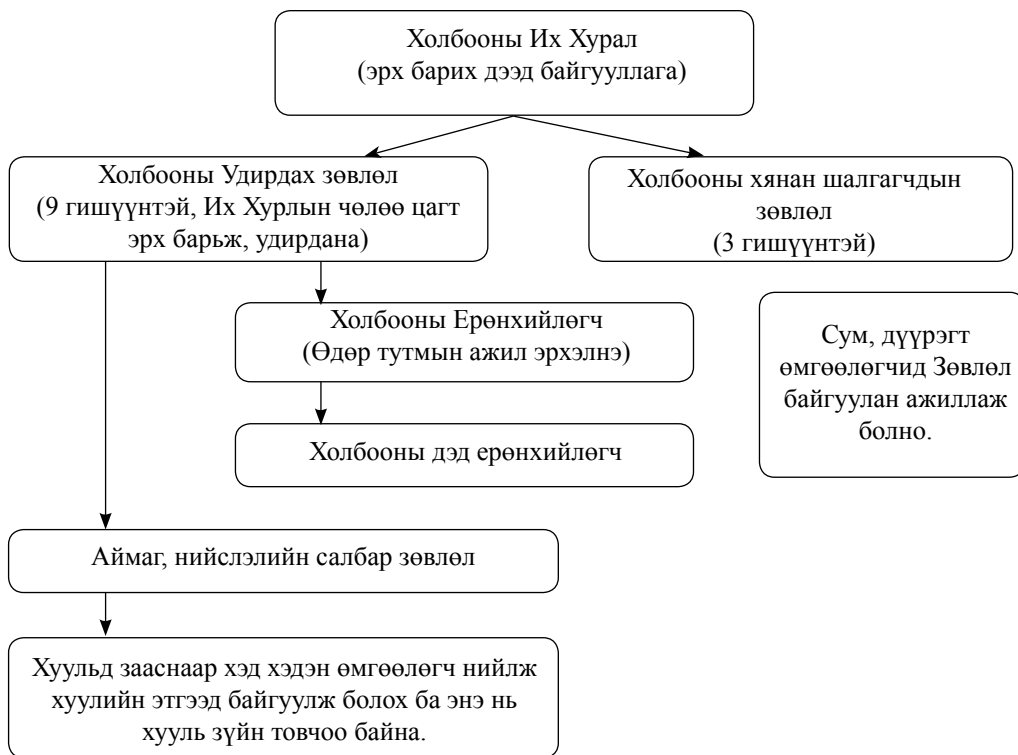 Холбооны Их Хурал
(эрх барих дээд байгууллага)
Холбооны Удирдах зөвлөл
(9 гишүүнтэй, Их Хурлын чөлөө цагт
эрх барьж, удирдана)
Холбооны хянан шалгагчдын
зөвлөл
(3 гишүүнтэй)
Холбооны Ерөнхийлөгч
(Өдөр тутмын ажил эрхэлнэ)
Сум, дүүрэгт
өмгөөлөгчид Зөвлөл
байгуулан ажиллаж
болно.
Холбооны дэд ерөнхийлөгч
Аймаг, нийслэлийн салбар зөвлөл
Хуульд зааснаар хэд хэдэн өмгөөлөгч нийлж
хуулийн этгээд байгуулж болох ба энэ нь
хууль зүйн товчоо байна.